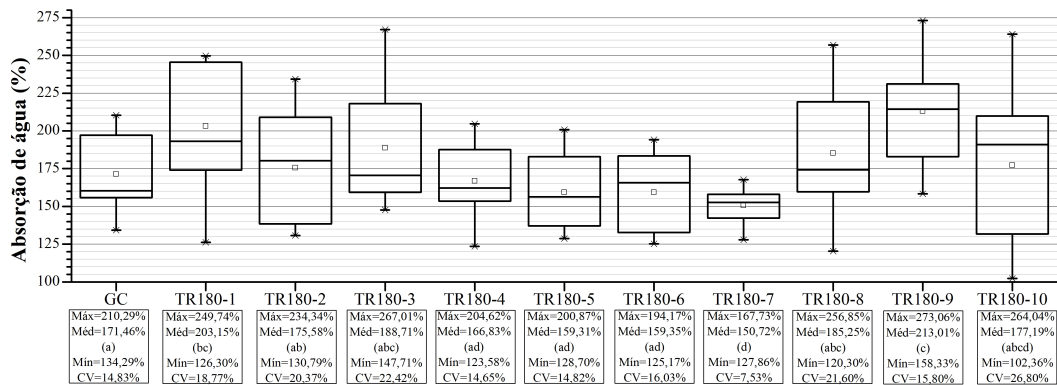 Absorção de água (%)
275
250
225
200
175
150
125
100
GC TR180-1 TR180-2 TR180-3 TR180-4 TR180-5 TR180-6 TR180-7 TR180-8 TR180-9 TR180-10
Máx=210,29% Máx=249,74% Máx=234,34% Máx=267,01% Máx=204,62% Máx=200,87% Máx=194,17% Máx=167,73% Máx=256,85% Máx=273,06% Máx=264,04%
Méd=171,46% Méd=203,15% Méd=175,58% Méd=188,71% Méd=166,83% Méd=159,31% Méd=159,35% Méd=150,72% Méd=185,25% Méd=213,01% Méd=177,19%
(a) (bc) (ab) (abc) (ad) (ad) (ad) (d) (abc) (c) (abcd)
Mín=134,29% Mín=126,30% Mín=130,79% Mín=147,71% Mín=123,58% Mín=128,70% Mín=125,17% Mín=127,86% Mín=120,30% Mín=158,33% Mín=102,36%
CV=14,83% CV=18,77% CV=20,37% CV=22,42% CV=14,65% CV=14,82% CV=16,03% CV=7,53% CV=21,60% CV=15,80% CV=26,80%